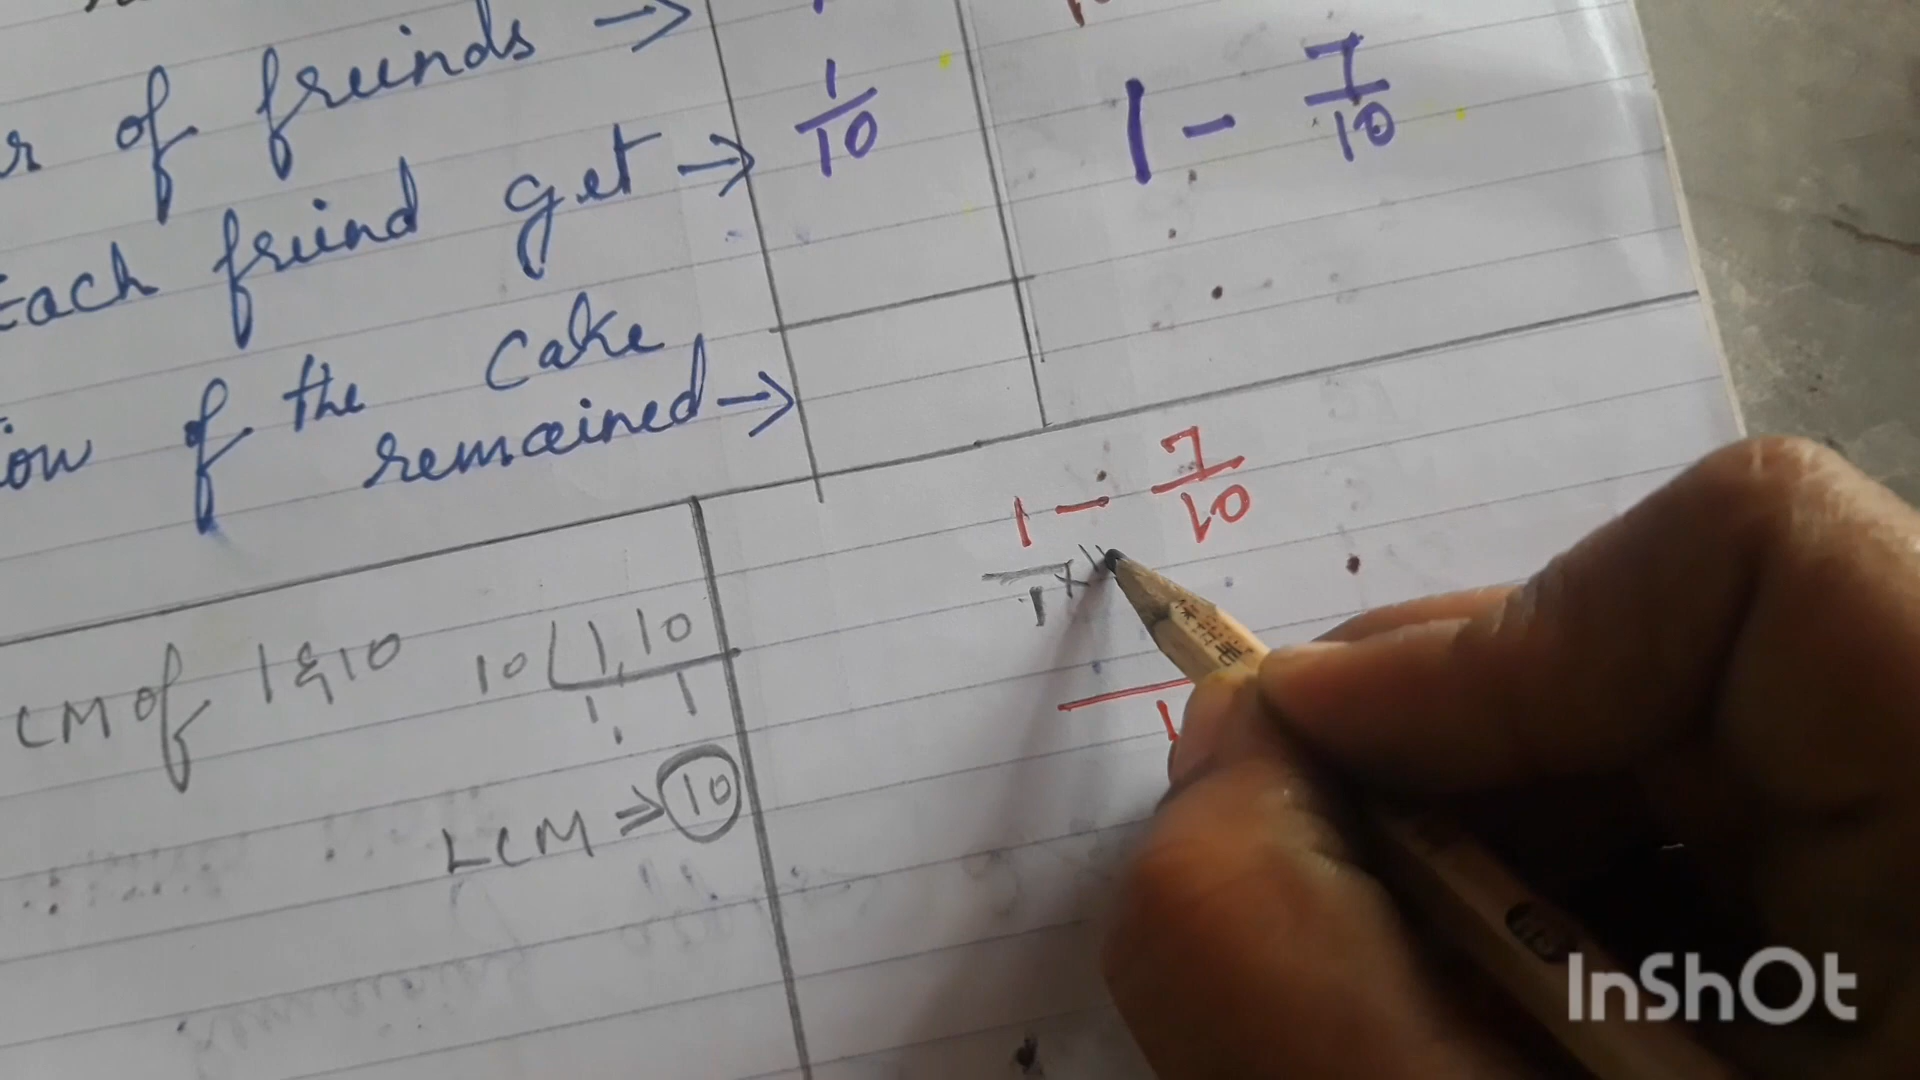 of friends →
1/10
1 - 7/10
Each friend get →
of the cake
remained →
1 - 7/10
1 ×
LCM of 1 & 10
10 1, 10
1, 1
LCM ⇒ 10
InShOt